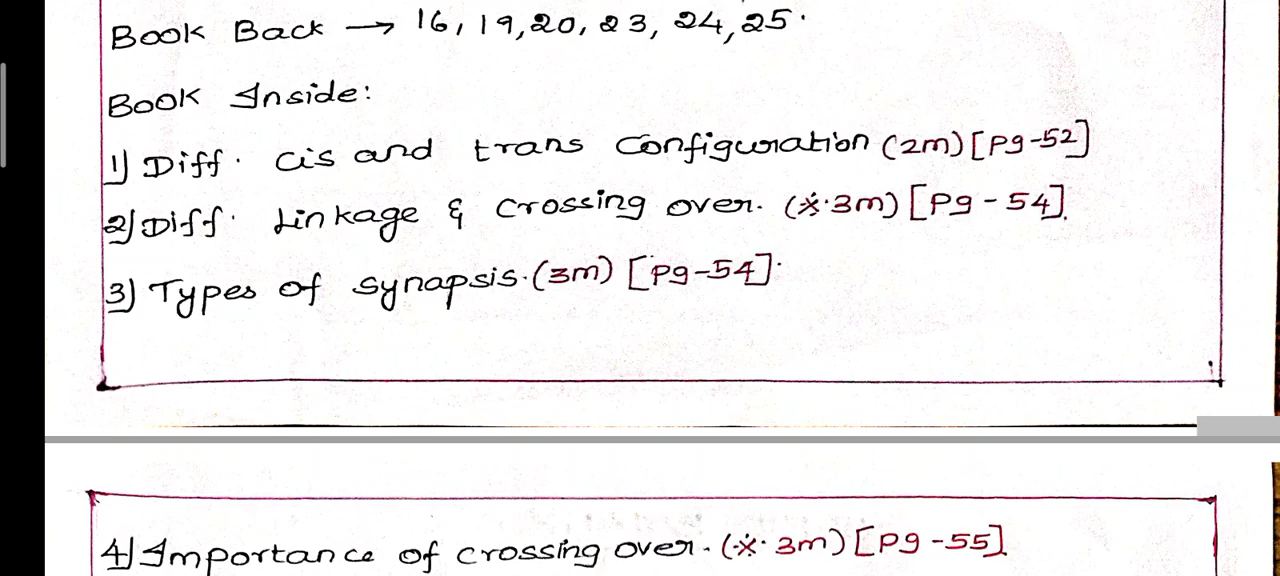 Book Back → 16, 19, 20, 23, 24, 25.
Book Inside:
1) Diff. cis and trans configuration (2m) [Pg-52]
2) Diff. Linkage & crossing over. (※ 3m) [Pg-54].
3) Types of synapsis. (3m) [Pg-54].
4) Importance of crossing over. (※ 3m) [Pg-55].